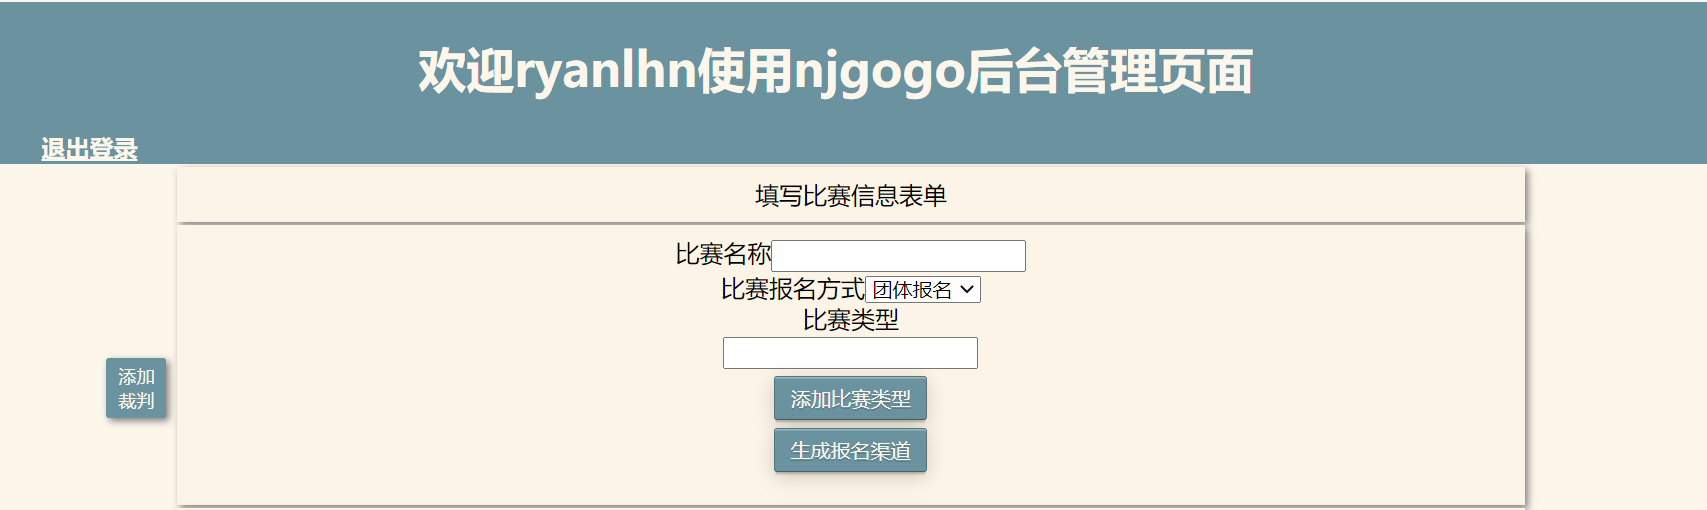 欢迎ryanlhn使用njgogo后台管理页面
退出登录
填写比赛信息表单
比赛名称
比赛报名方式 团体报名
比赛类型
添加
裁判
添加比赛类型
生成报名渠道